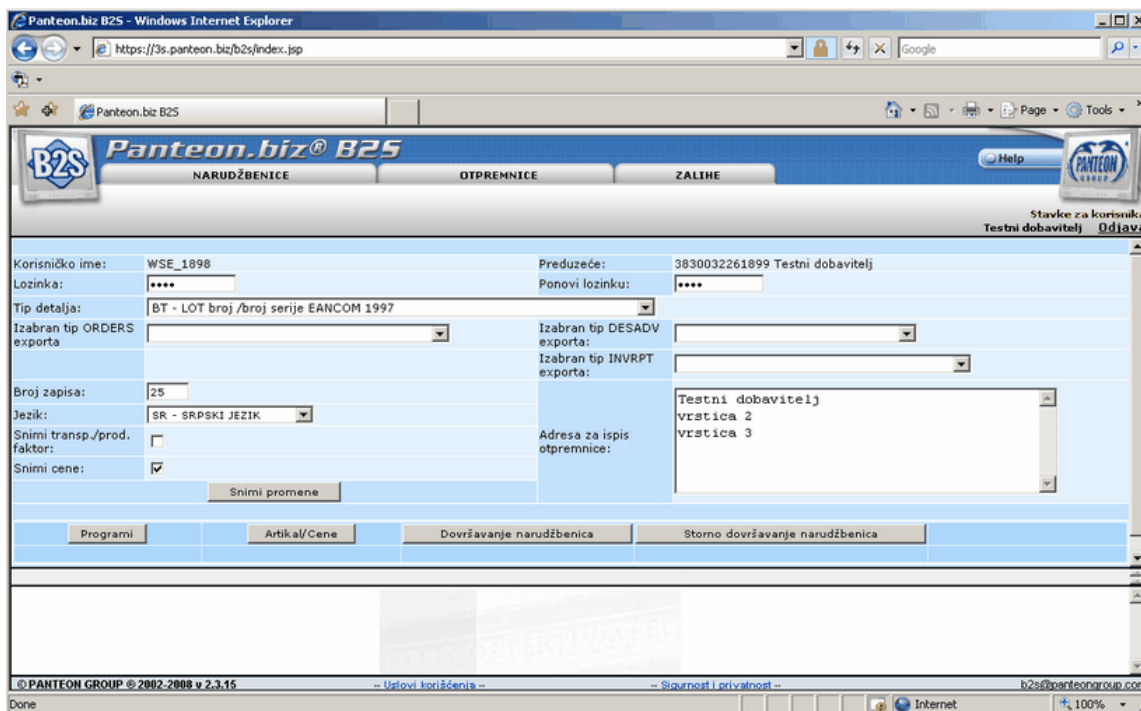 Panteon.biz B2S - Windows Internet Explorer
https://3s.panteon.biz/b2s/index.jsp
Google
Panteon.biz B2S
Page
Tools
B2S
Panteon.biz® B2S
NARUDŽBENICE
OTPREMNICE
ZALIHE
Help
PANTEON
GROUP
Stavke za korisnika
Testni dobavitelj Odjava
Korisničko ime: WSE_1898
Preduzeće: 3830032261899 Testni dobavitelj
Lozinka: ••••
Ponovi lozinku: ••••
Tip detalja: BT - LOT broj /broj serije EANCOM 1997
Izabran tip ORDERS
exporta
Izabran tip DESADV
exporta:
Izabran tip INVRPT
exporta:
Broj zapisa: 25
Jezik: SR - SRPSKI JEZIK
Snimi transp./prod.
faktor:
Snimi cene:
Adresa za ispis
otpremnice:
Testni dobavitelj
vrstica 2
vrstica 3
Snimi promene
Programi
Artikal/Cene
Dovršavanje narudžbenica
Storno dovršavanje narudžbenica
© PANTEON GROUP ® 2002-2008 v 2.3.15
-- Uslovi korišćenja --
-- Sigurnost i privatnost --
b2s@panteongroup.com
Done
Internet
100%